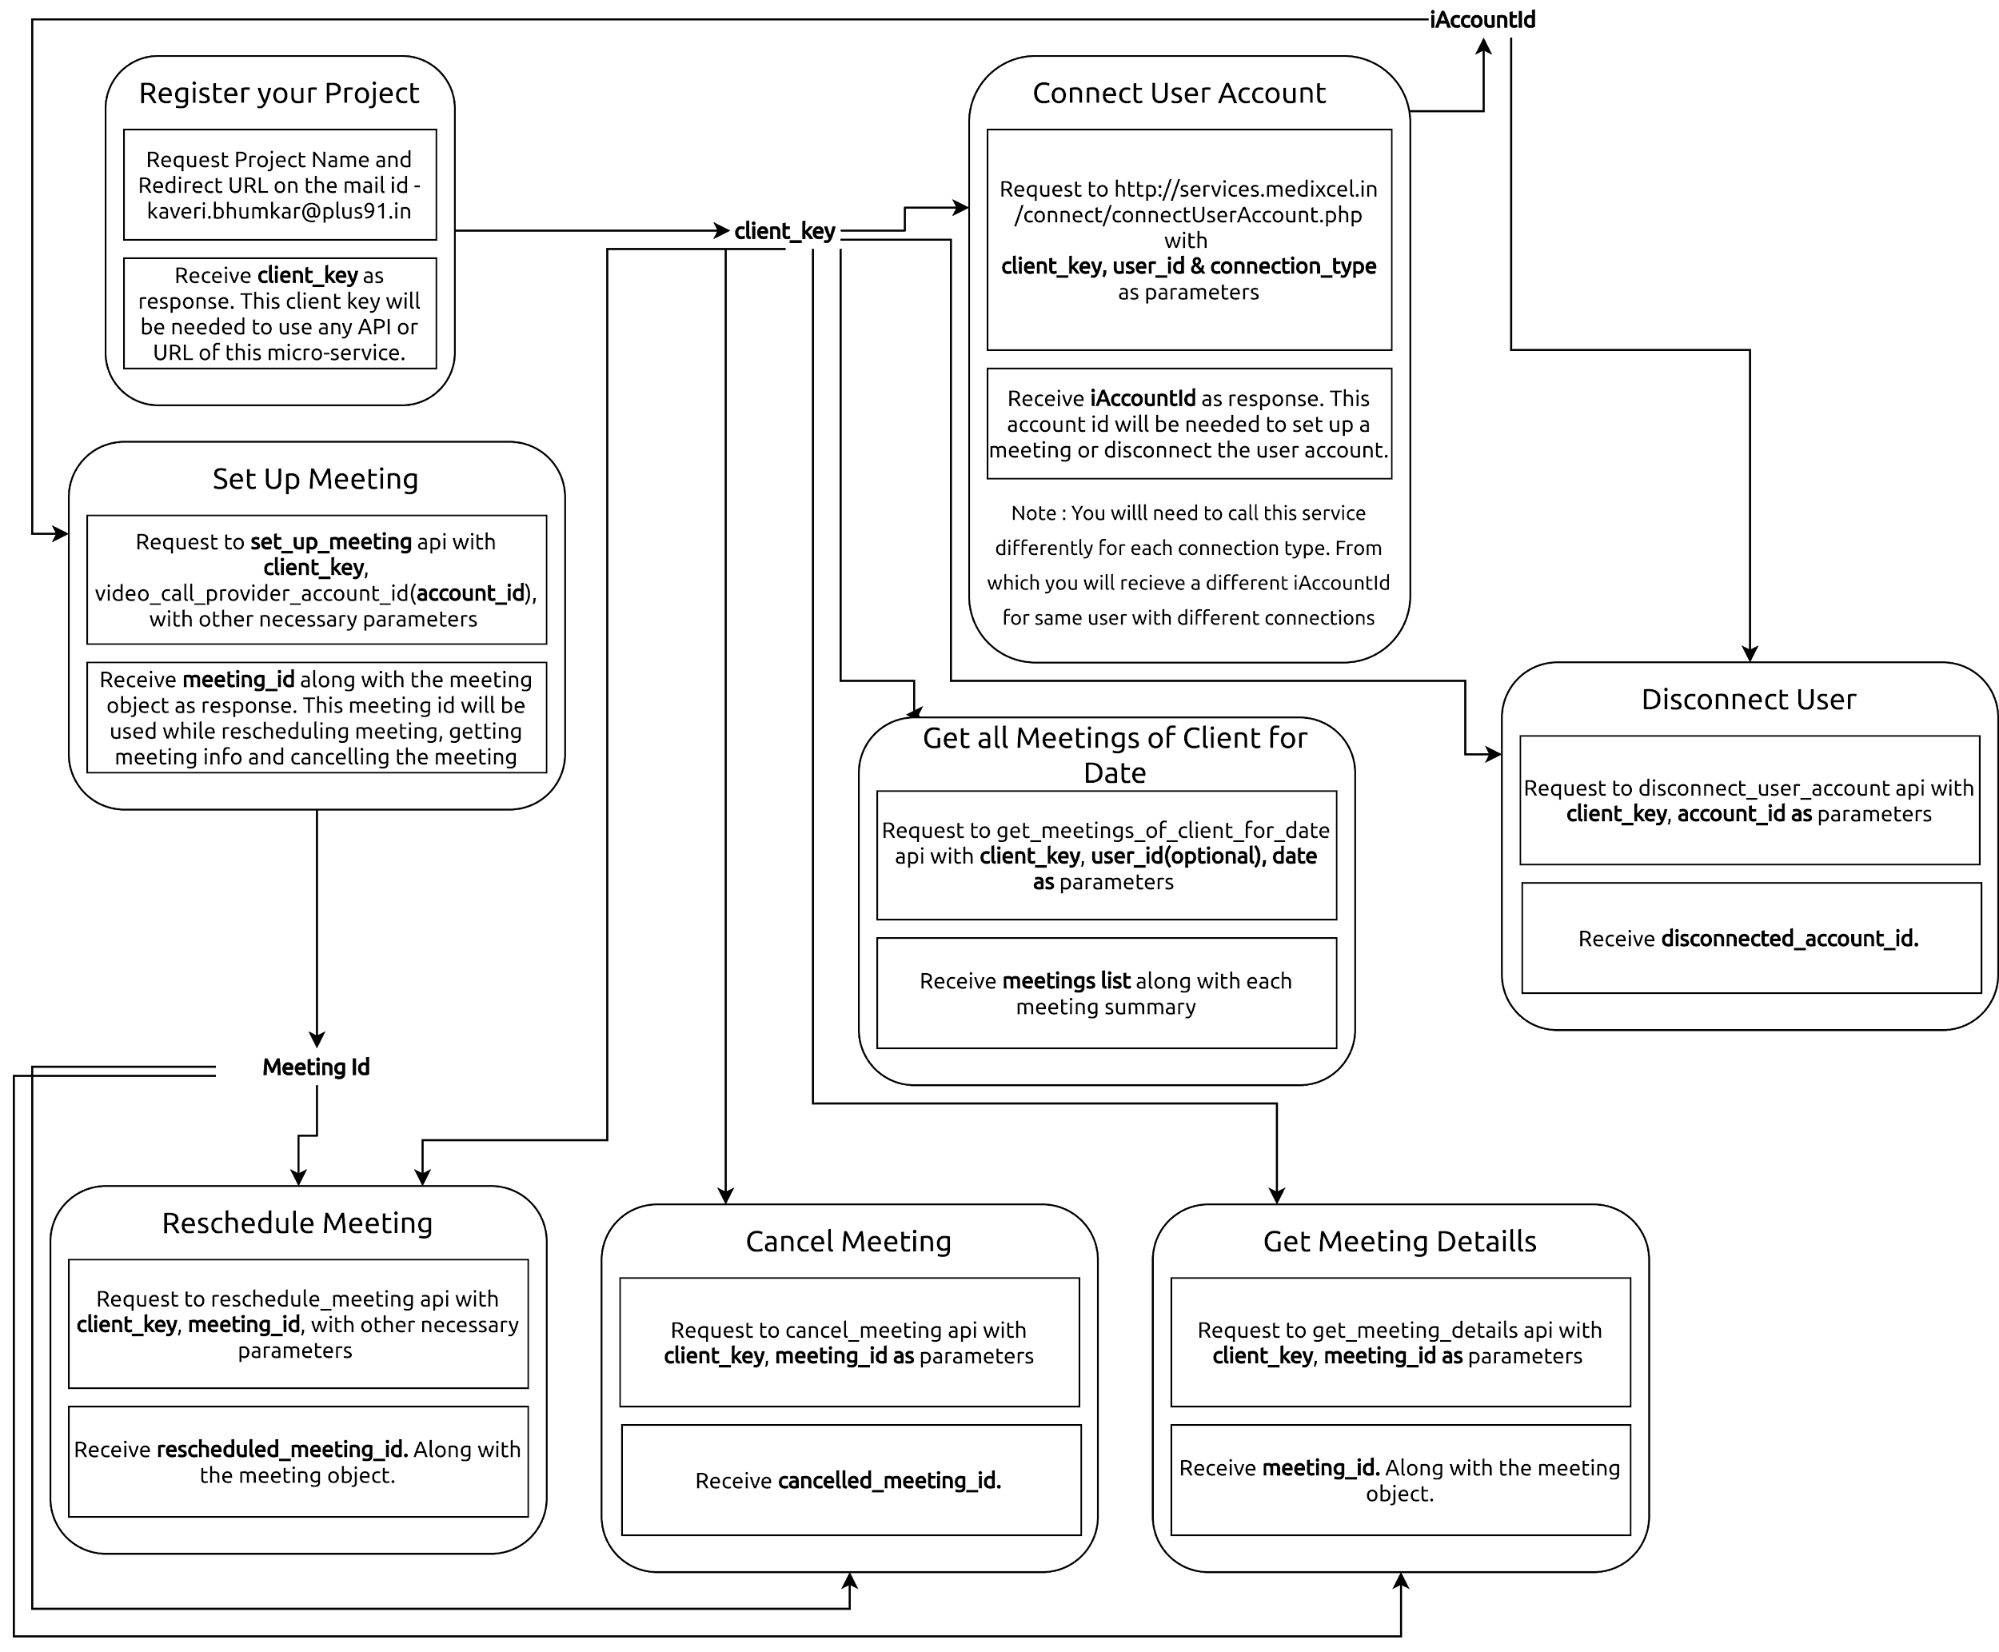 iAccountId
Register your Project
Request Project Name and
Redirect URL on the mail id -
kaveri.bhumkar@plus91.in
Receive client_key as
response. This client key will
be needed to use any API or
URL of this micro-service.
client_key
Connect User Account
Request to http://services.medixcel.in
/connect/connectUserAccount.php
with
client_key, user_id & connection_type
as parameters
Receive iAccountId as response. This
account id will be needed to set up a
meeting or disconnect the user account.
Note : You willl need to call this service
differently for each connection type. From
which you will recieve a different iAccountId
for same user with different connections
Set Up Meeting
Request to set_up_meeting api with
client_key,
video_call_provider_account_id(account_id),
with other necessary parameters
Receive meeting_id along with the meeting
object as response. This meeting id will be
used while rescheduling meeting, getting
meeting info and cancelling the meeting
Get all Meetings of Client for
Date
Request to get_meetings_of_client_for_date
api with client_key, user_id(optional), date
as parameters
Receive meetings list along with each
meeting summary
Disconnect User
Request to disconnect_user_account api with
client_key, account_id as parameters
Receive disconnected_account_id.
Meeting Id
Reschedule Meeting
Request to reschedule_meeting api with
client_key, meeting_id, with other necessary
parameters
Receive rescheduled_meeting_id. Along with
the meeting object.
Cancel Meeting
Request to cancel_meeting api with
client_key, meeting_id as parameters
Receive cancelled_meeting_id.
Get Meeting Detaills
Request to get_meeting_details api with
client_key, meeting_id as parameters
Receive meeting_id. Along with the meeting
object.